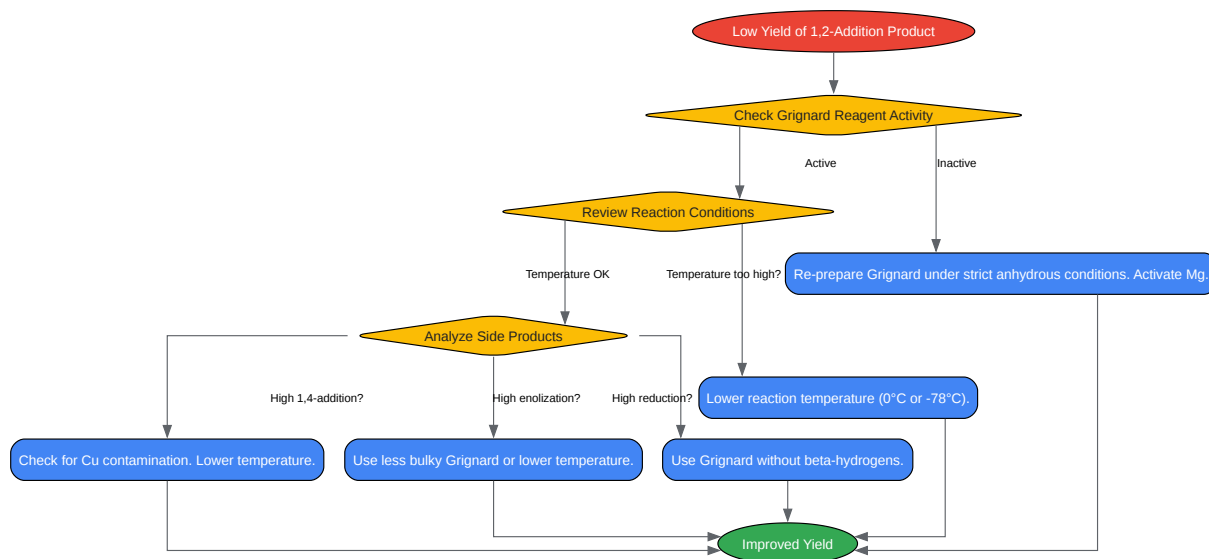 Low Yield of 1,2-Addition Product
Check Grignard Reagent Activity
Active
Inactive
Review Reaction Conditions
Temperature OK
Temperature too high?
Re-prepare Grignard under strict anhydrous conditions. Activate Mg.
Analyze Side Products
High 1,4-addition?
High enolization?
High reduction?
Lower reaction temperature (0°C or -78°C).
Check for Cu contamination. Lower temperature.
Use less bulky Grignard or lower temperature.
Use Grignard without beta-hydrogens.
Improved Yield